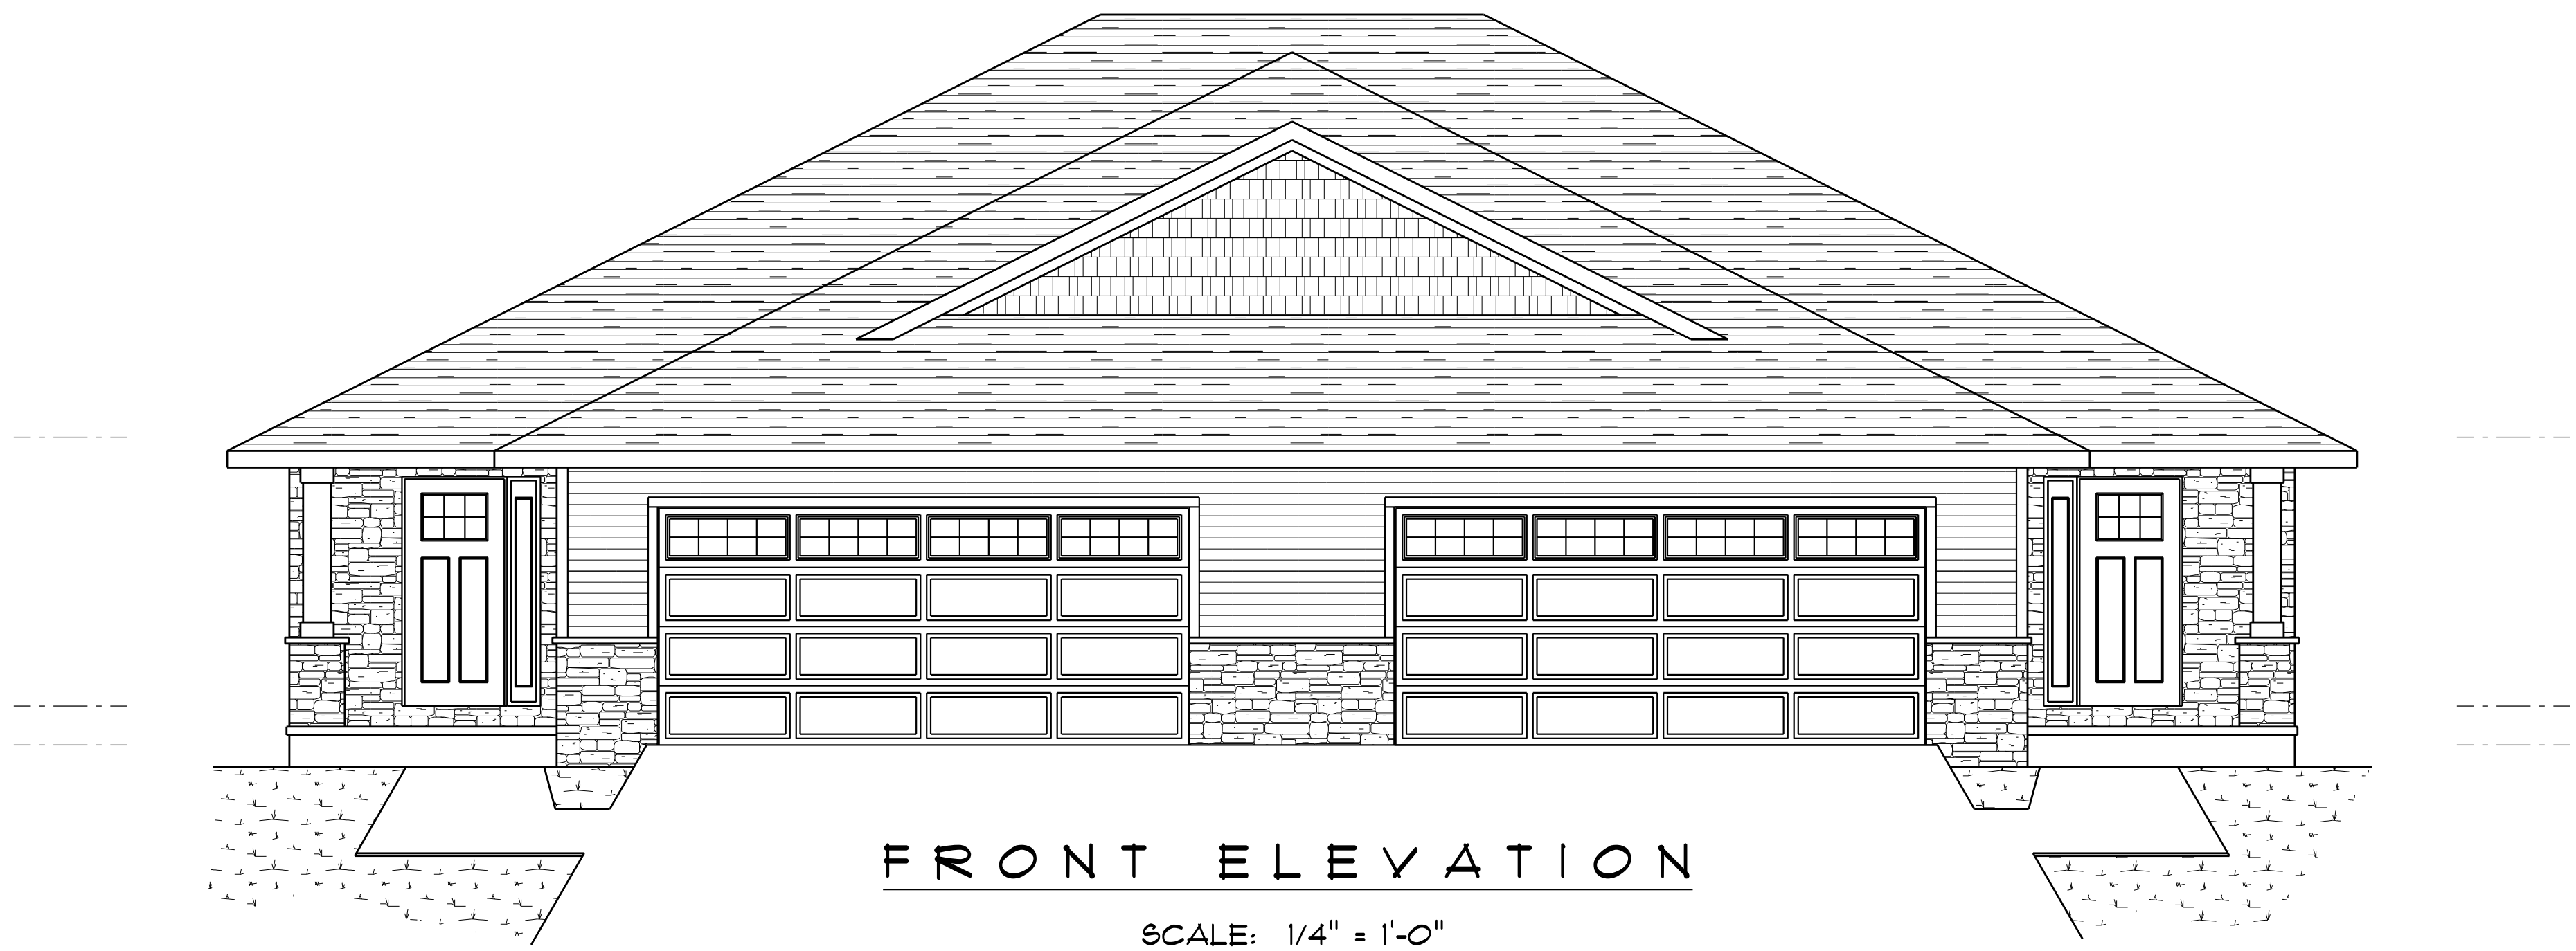 FRONT ELEVATION
SCALE: 1/4" = 1'-0"